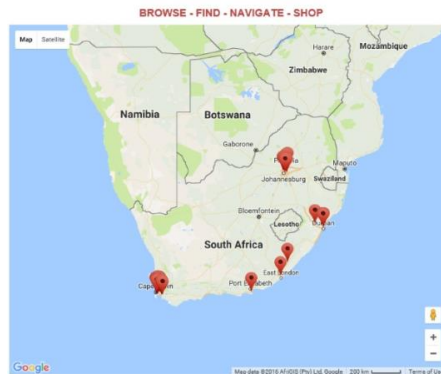 BROWSE - FIND - NAVIGATE - SHOP
Map Satellite
Mozambique
Harare
Zimbabwe
Namibia
Botswana
Gaborone
Maputo
Johannesburg
Swaziland
Bloemfontein
Lesotho
South Africa
East London
Port Elizabeth
Google
Map data ©2016 AfriGIS (Pty) Ltd, Google 200 km Terms of Use